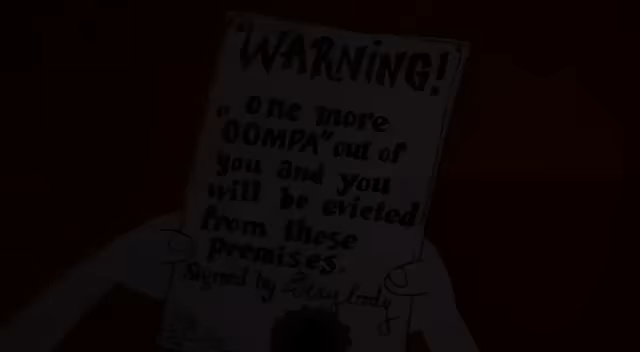 WARNING!
„one more
OOMPA" out of
you and you
will be evicted
from these
premises.
Signed by